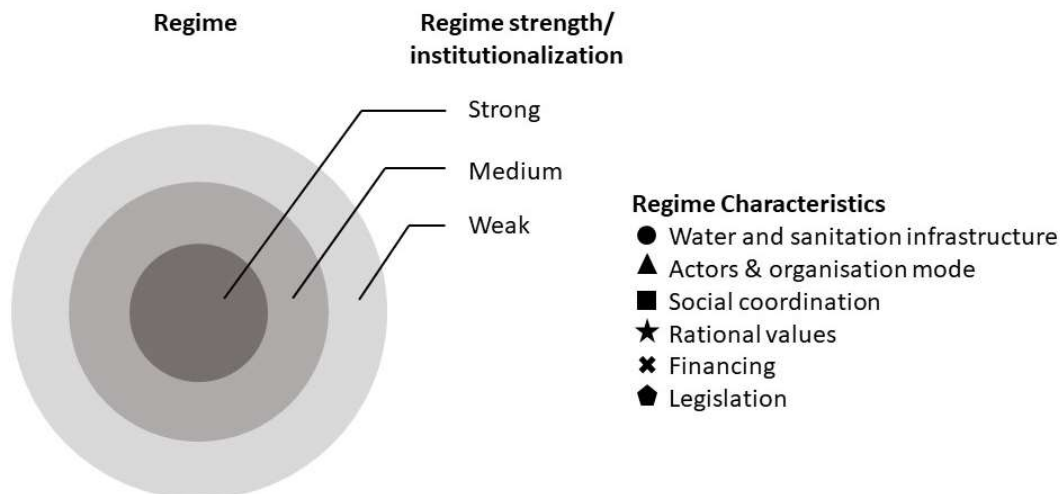 Regime
Regime strength/
institutionalization
Strong
Medium
Weak
Regime Characteristics
Water and sanitation infrastructure
Actors & organisation mode
Social coordination
Rational values
Financing
Legislation